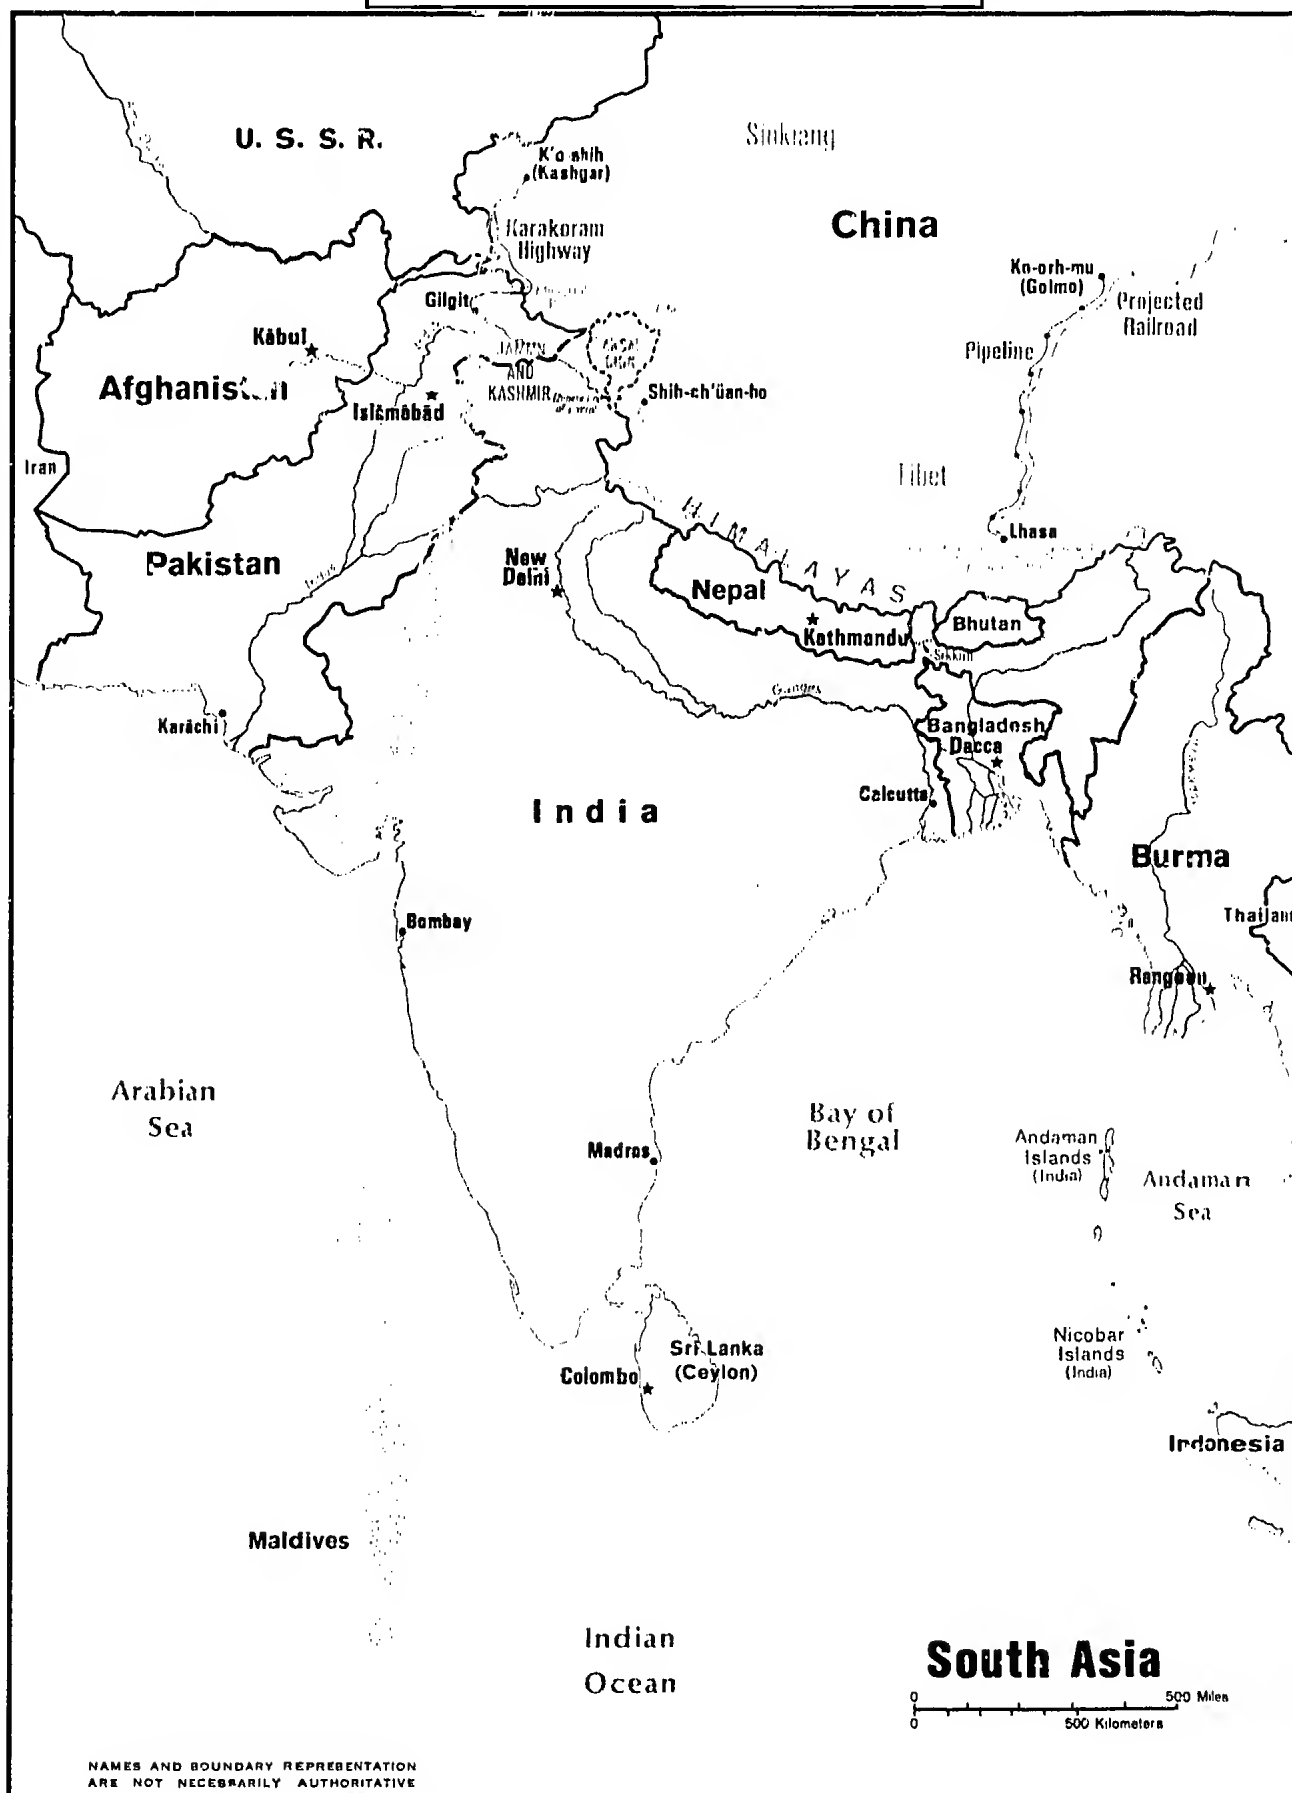 U. S. S. R.
Sinkiang
K'o-shih
(Kashgar)
China
Karakoram
Highway
Ko-erh-mu
(Golmo)
Projected
Railroad
Gilgit
Kābul
JAMMU
AND
KASHMIR
AKSAI
CHIN
Pipeline
Afghanistan
Islāmābād
Shih-ch'üan-ho
Iran
Tibet
HIMALAYAS
Lhasa
Pakistan
New
Delhi
Nepal
Kathmandu
Bhutan
Sikkim
Ganges
Karāchi
Bangladesh
Dacca
Calcutta
India
Burma
Thailand
Bombay
Rangoon
Arabian
Sea
Bay of
Bengal
Madras
Andaman
Islands
(India)
Andaman
Sea
Nicobar
Islands
(India)
Sri Lanka
(Ceylon)
Colombo
Indonesia
Maldives
Indian
Ocean
South Asia
0 500 Miles
0 500 Kilometers
NAMES AND BOUNDARY REPRESENTATION
ARE NOT NECESSARILY AUTHORITATIVE